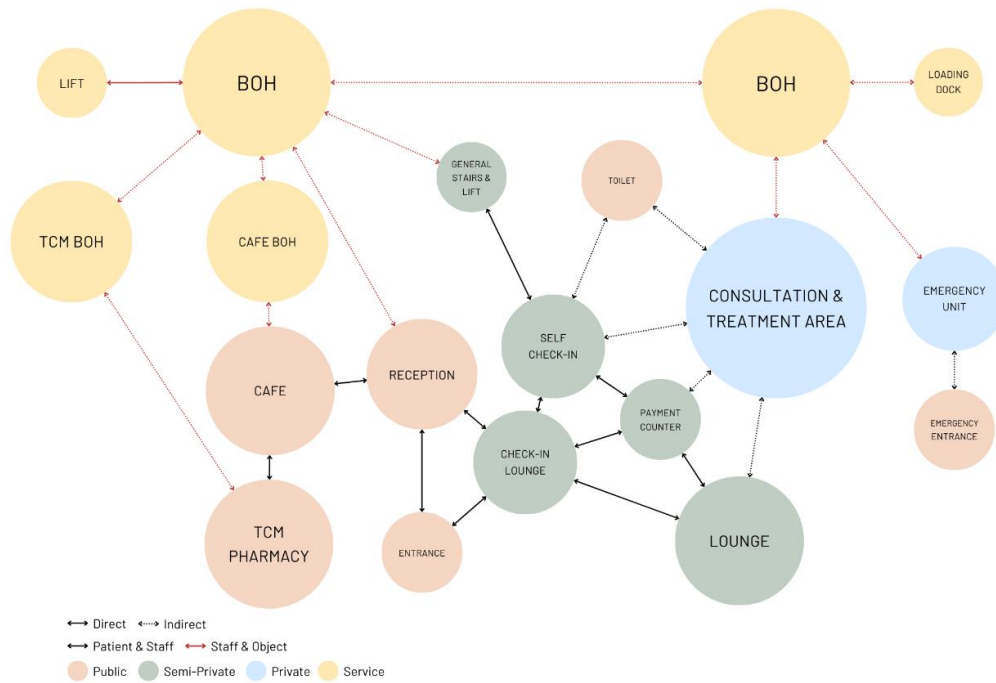 LIFT
BOH
BOH
LOADING
DOCK
GENERAL
STAIRS &
LIFT
TOILET
TCM BOH
CAFE BOH
CONSULTATION &
TREATMENT AREA
EMERGENCY
UNIT
SELF
CHECK-IN
RECEPTION
CAFE
PAYMENT
COUNTER
EMERGENCY
ENTRANCE
CHECK-IN
LOUNGE
TCM
PHARMACY
ENTRANCE
LOUNGE
Direct
Indirect
Patient & Staff
Staff & Object
Public
Semi-Private
Private
Service